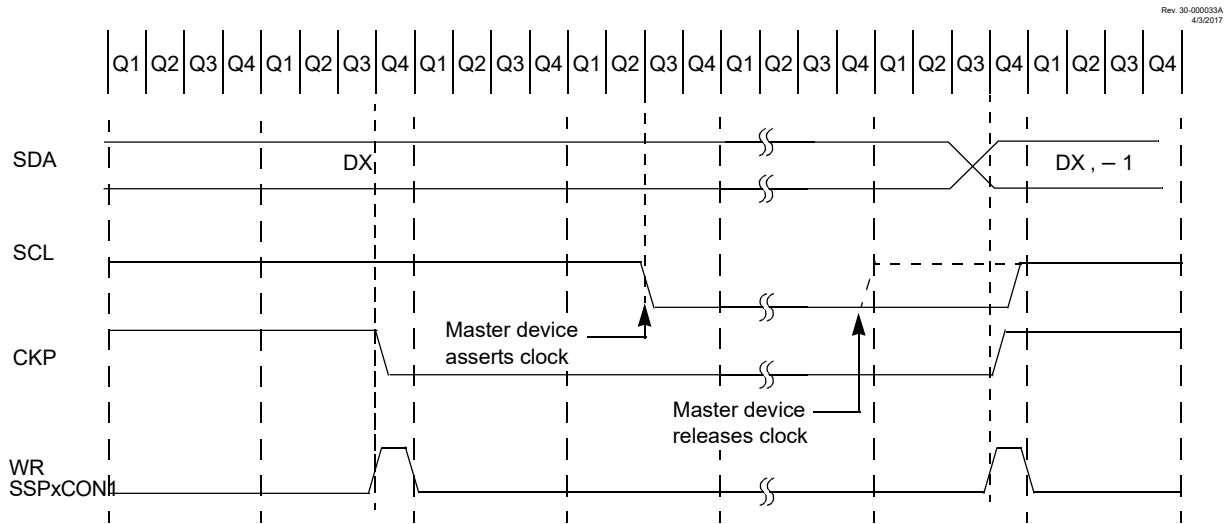 Rev. 30-000033A
4/3/2017
Q1 Q2 Q3 Q4 Q1 Q2 Q3 Q4 Q1 Q2 Q3 Q4 Q1 Q2 Q3 Q4 Q1 Q2 Q3 Q4 Q1 Q2 Q3 Q4 Q1 Q2 Q3 Q4
SDA
DX
DX , – 1
SCL
Master device
asserts clock
CKP
Master device
releases clock
WR
SSPxCON1